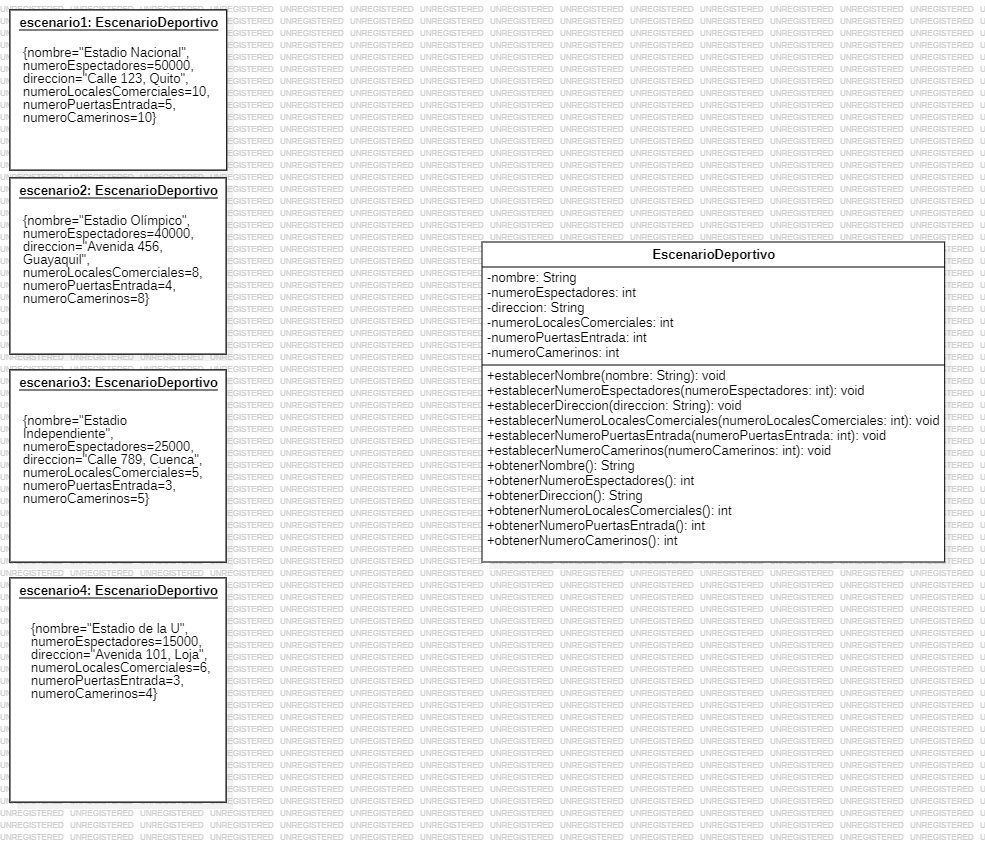 escenario1: EscenarioDeportivo
{nombre="Estadio Nacional",
numeroEspectadores=50000,
direccion="Calle 123, Quito",
numeroLocalesComerciales=10,
numeroPuertasEntrada=5,
numeroCamerinos=10}
escenario2: EscenarioDeportivo
{nombre="Estadio Olímpico",
numeroEspectadores=40000,
direccion="Avenida 456,
Guayaquil",
numeroLocalesComerciales=8,
numeroPuertasEntrada=4,
numeroCamerinos=8}
escenario3: EscenarioDeportivo
{nombre="Estadio
Independiente",
numeroEspectadores=25000,
direccion="Calle 789, Cuenca",
numeroLocalesComerciales=5,
numeroPuertasEntrada=3,
numeroCamerinos=5}
escenario4: EscenarioDeportivo
{nombre="Estadio de la U",
numeroEspectadores=15000,
direccion="Avenida 101, Loja",
numeroLocalesComerciales=6,
numeroPuertasEntrada=3,
numeroCamerinos=4}
EscenarioDeportivo
-nombre: String
-numeroEspectadores: int
-direccion: String
-numeroLocalesComerciales: int
-numeroPuertasEntrada: int
-numeroCamerinos: int
+establecerNombre(nombre: String): void
+establecerNumeroEspectadores(numeroEspectadores: int): void
+establecerDireccion(direccion: String): void
+establecerNumeroLocalesComerciales(numeroLocalesComerciales: int): void
+establecerNumeroPuertasEntrada(numeroPuertasEntrada: int): void
+establecerNumeroCamerinos(numeroCamerinos: int): void
+obtenerNombre(): String
+obtenerNumeroEspectadores(): int
+obtenerDireccion(): String
+obtenerNumeroLocalesComerciales(): int
+obtenerNumeroPuertasEntrada(): int
+obtenerNumeroCamerinos(): int
UNREGISTERED